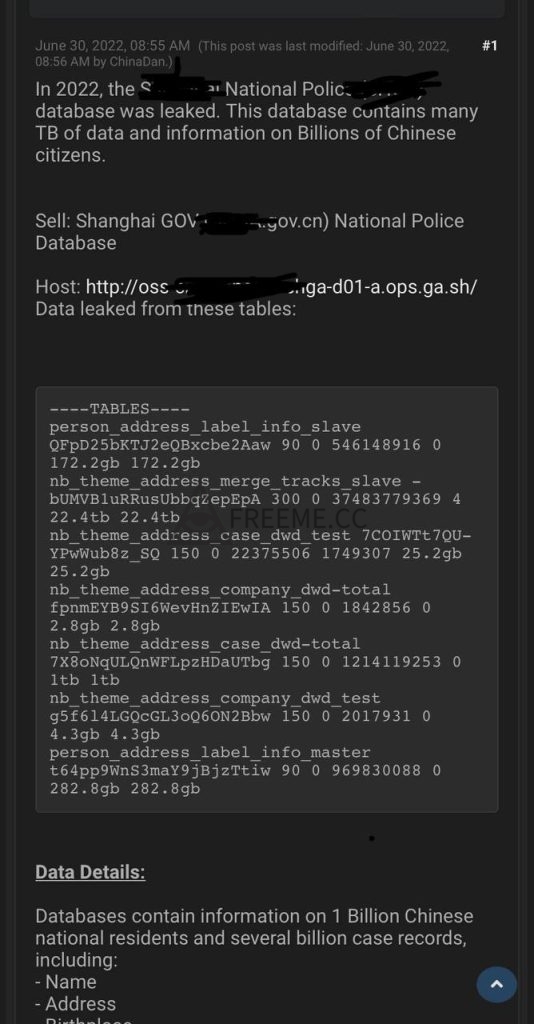 June 30, 2022, 08:55 AM (This post was last modified: June 30, 2022, #1
08:56 AM by ChinaDan.)
In 2022, the National Police
database was leaked. This database contains many
TB of data and information on Billions of Chinese
citizens.
Sell: Shanghai GOV .gov.cn) National Police
Database
Host: http://oss ga-d01-a.ops.ga.sh/
Data leaked from these tables:
----TABLES----
person_address_label_info_slave
QFpD25bKTJ2eQBxcbe2Aaw 90 0 546148916 0
172.2gb 172.2gb
nb_theme_address_merge_tracks_slave -
bUMVB1uRRusUbbqZepEpA 300 0 37483779369 4
22.4tb 22.4tb
FREEME.CC
nb_theme_address_case_dwd_test 7COIWTt7QU-
YPwWub8z_SQ 150 0 22375506 1749307 25.2gb
25.2gb
nb_theme_address_company_dwd-total
fpnmEYB9SI6WevHnZIEwIA 150 0 1842856 0
2.8gb 2.8gb
nb_theme_address_case_dwd-total
7X8oNqULQnWFLpzHDaUTbg 150 0 1214119253 0
1tb 1tb
nb_theme_address_company_dwd_test
g5f6l4LGQcGL3oQ6ON2Bbw 150 0 2017931 0
4.3gb 4.3gb
person_address_label_info_master
t64pp9WnS3maY9jBjzTtiw 90 0 969830088 0
282.8gb 282.8gb
Data Details:
Databases contain information on 1 Billion Chinese
national residents and several billion case records,
including:
- Name
- Address
- Birthplace